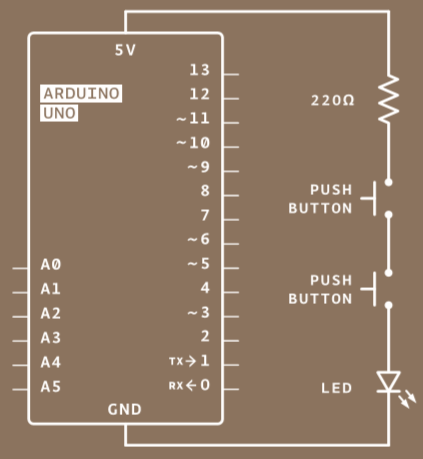 5V
ARDUINO
UNO
13
12
~11
~10
~9
8
7
~6
~5
4
~3
2
TX→1
RX←0
A0
A1
A2
A3
A4
A5
GND
220Ω
PUSH
BUTTON
PUSH
BUTTON
LED